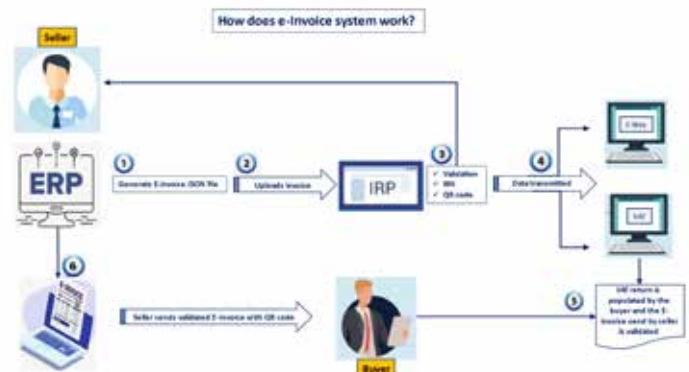 How does e-Invoice system work?
Seller
ERP
1
Generate E-invoice JSON file
2
Uploads invoice
IRP
3
✓ Validation
✓ IRN
✓ QR code
4
Data transmitted
E-Way
5
return is
populated by the
buyer and the E-
invoice send by seller
is validated
6
E-INVOICE
Seller sends validated E-invoice with QR code
Buyer